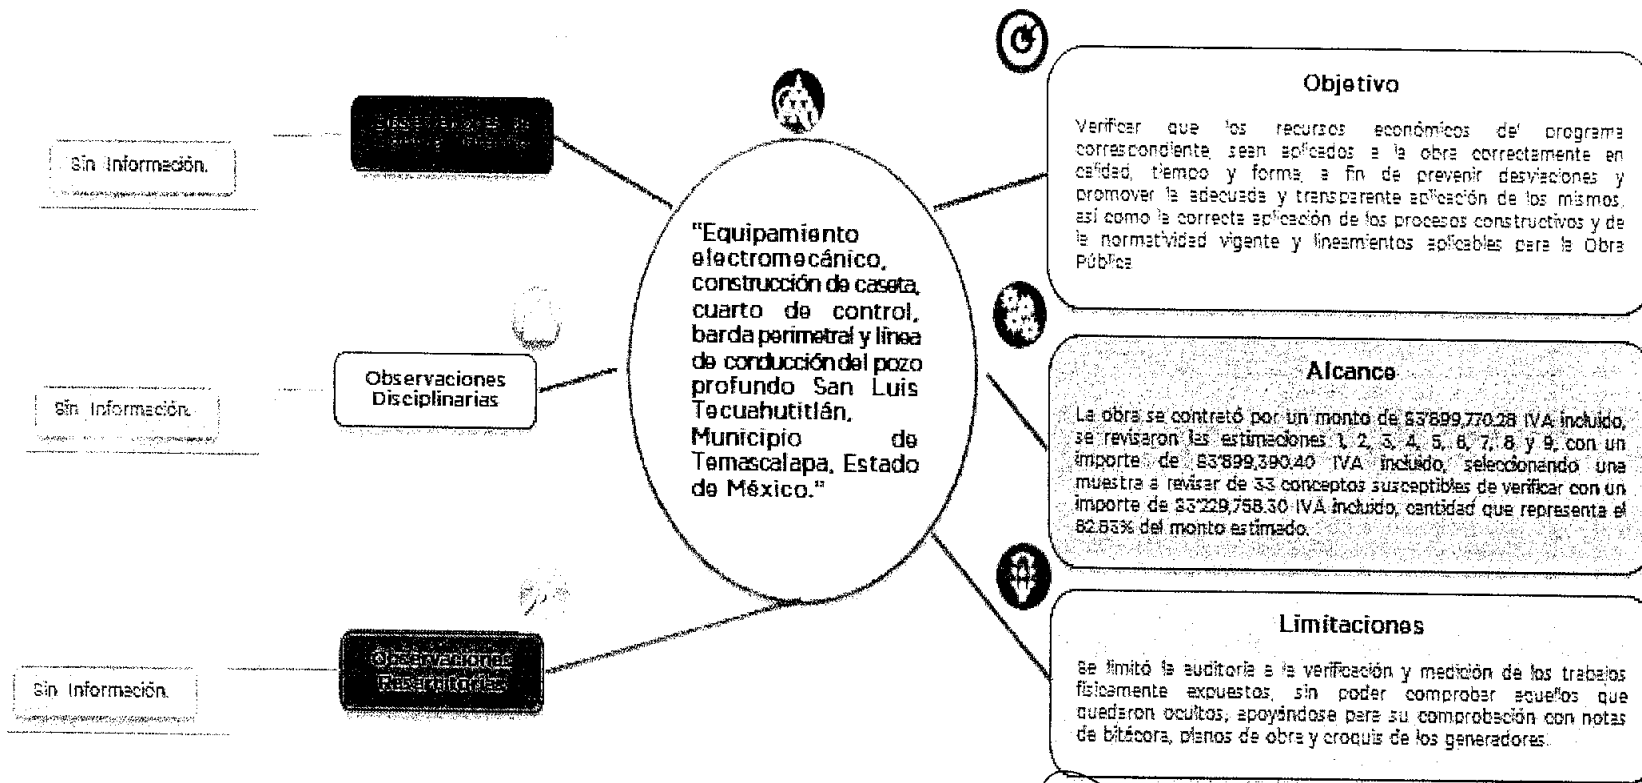 Observaciones de
Sin Información.
Observaciones
Disciplinarias
Sin Información.
Observaciones
Resarcitorias
Sin Información.
"Equipamiento
electromecánico,
construcción de caseta,
cuarto de control,
barda perimetral y línea
de conducción del pozo
profundo San Luis
Tecuahutitlán,
Municipio de
Temascalapa, Estado
de México."
Objetivo
Verificar que los recursos económicos del programa
correspondiente, sean aplicados a la obra correctamente en
calidad, tiempo y forma, a fin de prevenir desviaciones y
promover la adecuada y transparente aplicación de los mismos,
así como la correcta aplicación de los procesos constructivos y de
la normatividad vigente y lineamientos aplicables para la Obra
Pública
Alcance
La obra se contrató por un monto de $3'899,770.28 IVA incluido,
se revisaron las estimaciones 1, 2, 3, 4, 5, 6, 7, 8 y 9, con un
importe de $3'899,390.40 IVA incluido, seleccionando una
muestra a revisar de 33 conceptos susceptibles de verificar con un
importe de $3'229,758.30 IVA incluido, cantidad que representa el
82.83% del monto estimado.
Limitaciones
Se limitó la auditoría a la verificación y medición de los trabajos
físicamente expuestos, sin poder comprobar aquellos que
quedaron ocultos, apoyándose para su comprobación con notas
de bitácora, planos de obra y croquis de los generadores.